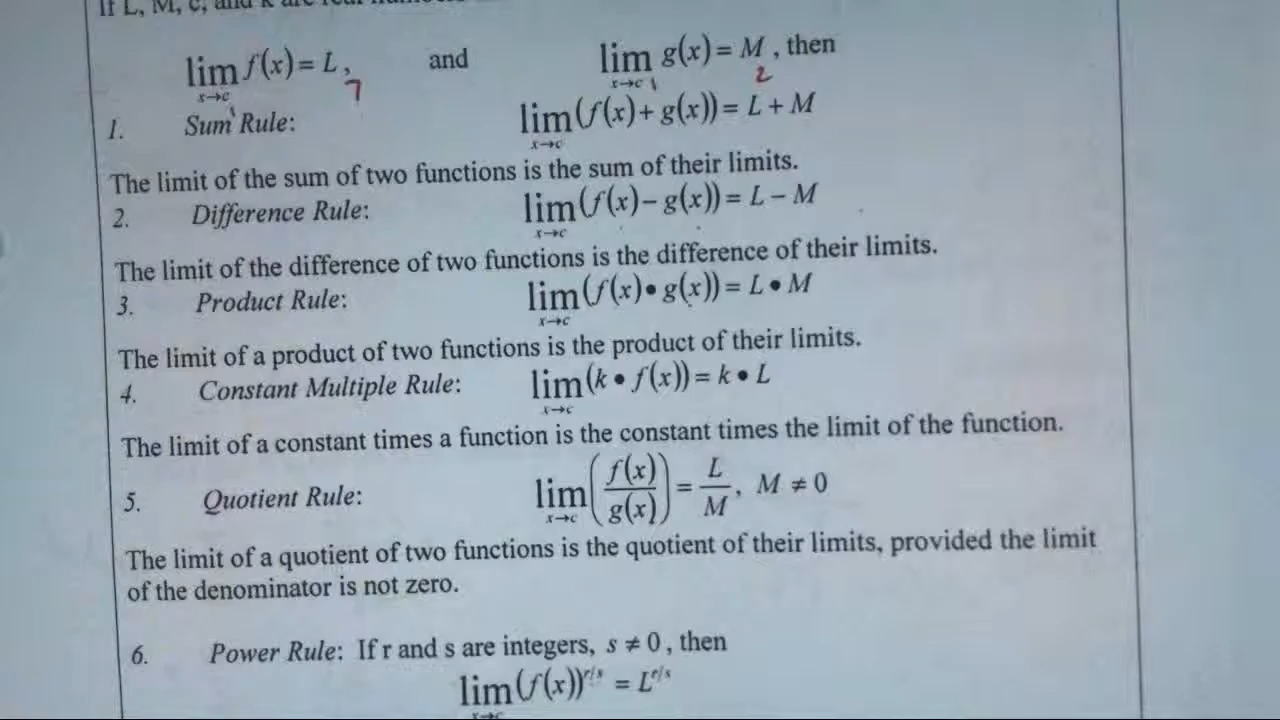 If L, M, c, and k are real numbers
lim f(x) = L, and lim g(x) = M, then
x→c x→c
7 1 2
1. Sum Rule: lim(f(x) + g(x)) = L + M
x→c
The limit of the sum of two functions is the sum of their limits.
2. Difference Rule: lim(f(x) − g(x)) = L − M
x→c
The limit of the difference of two functions is the difference of their limits.
3. Product Rule: lim(f(x) • g(x)) = L • M
x→c
The limit of a product of two functions is the product of their limits.
4. Constant Multiple Rule: lim(k • f(x)) = k • L
x→c
The limit of a constant times a function is the constant times the limit of the function.
5. Quotient Rule: lim(f(x)/g(x)) = L/M, M ≠ 0
x→c
The limit of a quotient of two functions is the quotient of their limits, provided the limit
of the denominator is not zero.
6. Power Rule: If r and s are integers, s ≠ 0, then
lim(f(x))^r/s = L^r/s
x→c